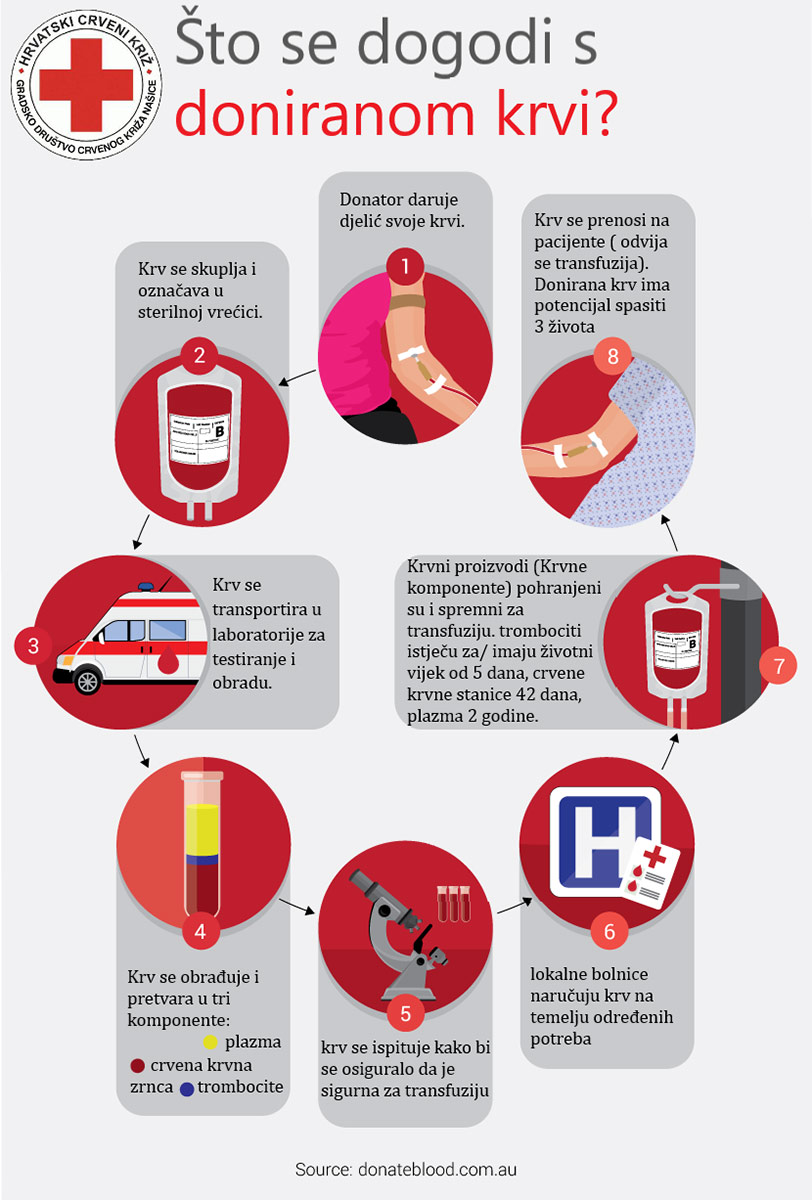 HRVATSKI CRVENI KRIŽ
GRADSKO DRUŠTVO CRVENOG KRIŽA NAŠICE
Što se dogodi s
doniranom krvi?
Donator daruje
djelić svoje krvi.
1
Krv se skuplja i
označava u
sterilnoj vrećici.
2
B
3
Krv se
transportira u
laboratorije za
testiranje i
obradu.
4
Krv se obrađuje i
pretvara u tri
komponente:
plazma
crvena krvna
zrnca trombocite
5
krv se ispituje kako bi
se osiguralo da je
sigurna za transfuziju
H
6
lokalne bolnice
naručuju krv na
temelju određenih
potreba
Krvni proizvodi (Krvne
komponente) pohranjeni
su i spremni za
transfuziju. trombociti
istječu za/ imaju životni
vijek od 5 dana, crvene
krvne stanice 42 dana,
plazma 2 godine.
B
7
Krv se prenosi na
pacijente ( odvija
se transfuzija).
Donirana krv ima
potencijal spasiti
3 života
8
Source: donateblood.com.au